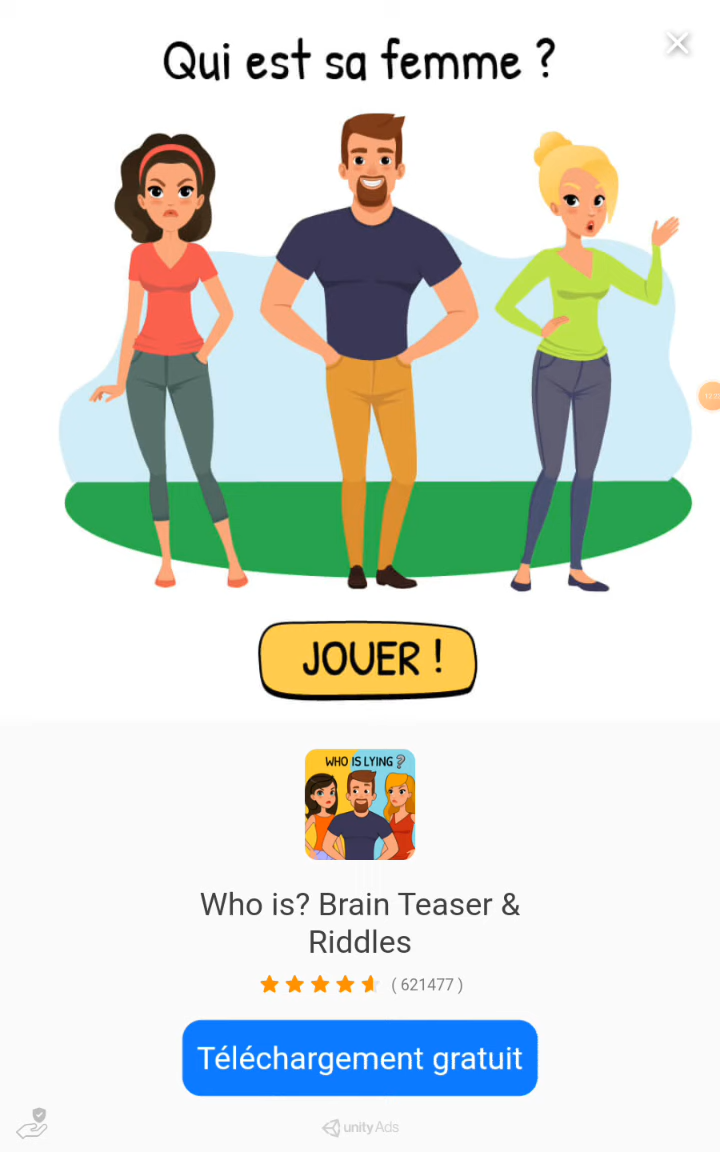 Qui est sa femme ?
JOUER !
WHO IS LYING ?
Who is? Brain Teaser &
Riddles
( 621477 )
Téléchargement gratuit
unity Ads